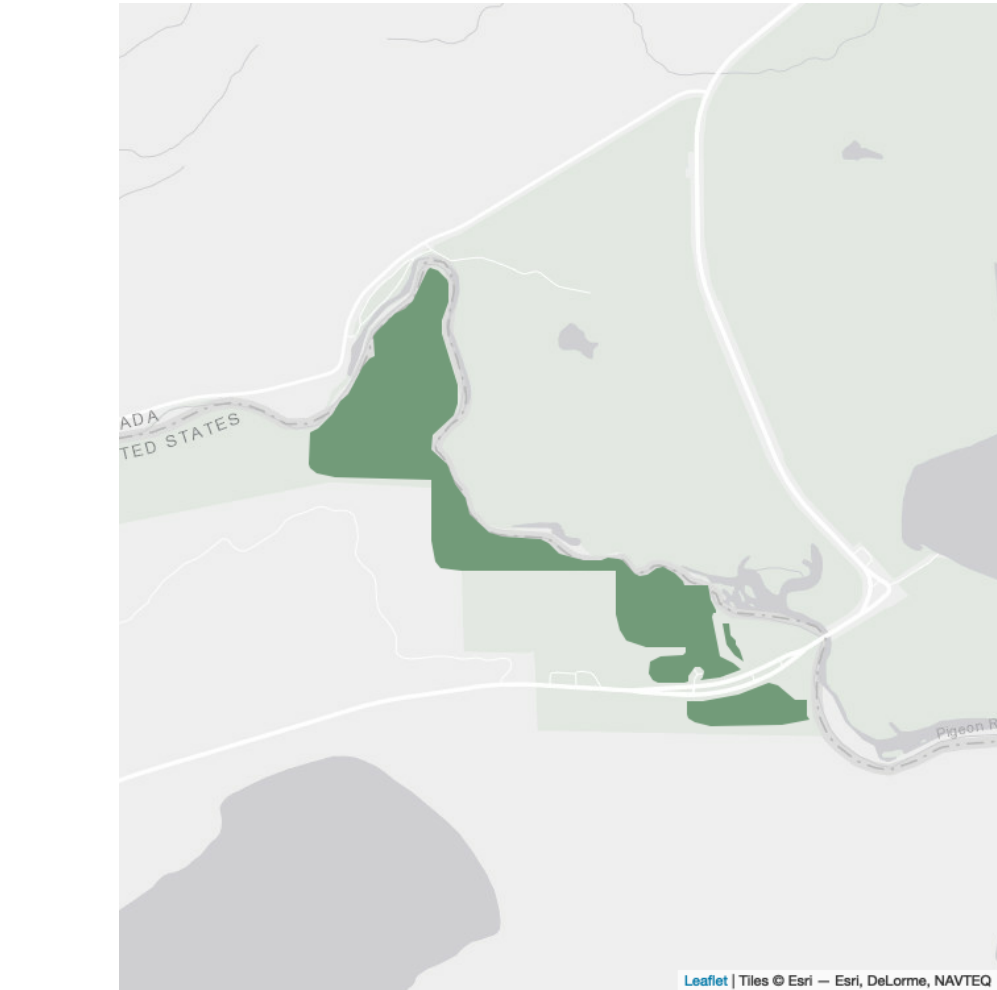 ADA
TED STATES
Pigeon R
Leaflet | Tiles © Esri — Esri, DeLorme, NAVTEQ